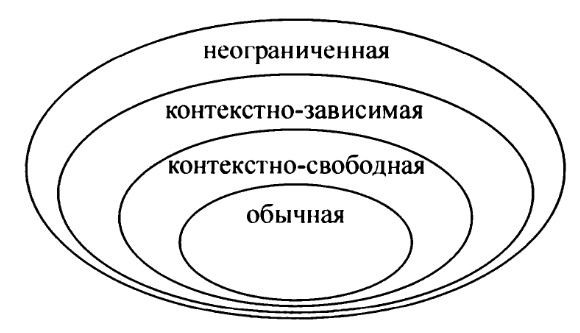 неограниченная
контекстно-зависимая
контекстно-свободная
обычная